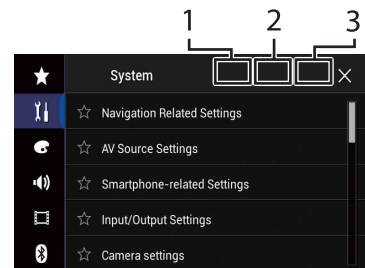 1 2 3
System
Navigation Related Settings
AV Source Settings
Smartphone-related Settings
Input/Output Settings
Camera settings